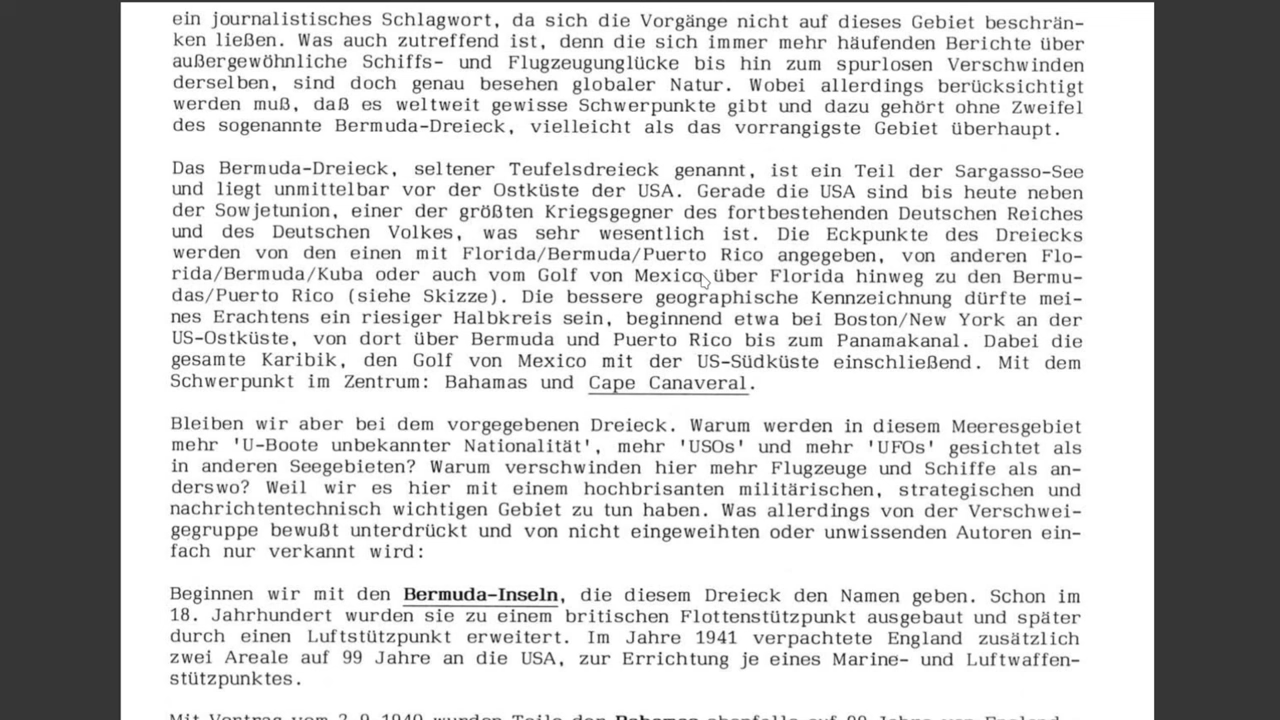 ein journalistisches Schlagwort, da sich die Vorgänge nicht auf dieses Gebiet beschrän-
ken ließen. Was auch zutreffend ist, denn die sich immer mehr häufenden Berichte über
außergewöhnliche Schiffs- und Flugzeugunglücke bis hin zum spurlosen Verschwinden
derselben, sind doch genau besehen globaler Natur. Wobei allerdings berücksichtigt
werden muß, daß es weltweit gewisse Schwerpunkte gibt und dazu gehört ohne Zweifel
des sogenannte Bermuda-Dreieck, vielleicht als das vorrangigste Gebiet überhaupt.
Das Bermuda-Dreieck, seltener Teufelsdreieck genannt, ist ein Teil der Sargasso-See
und liegt unmittelbar vor der Ostküste der USA. Gerade die USA sind bis heute neben
der Sowjetunion, einer der größten Kriegsgegner des fortbestehenden Deutschen Reiches
und des Deutschen Volkes, was sehr wesentlich ist. Die Eckpunkte des Dreiecks
werden von den einen mit Florida/Bermuda/Puerto Rico angegeben, von anderen Flo-
rida/Bermuda/Kuba oder auch vom Golf von Mexico über Florida hinweg zu den Bermu-
das/Puerto Rico (siehe Skizze). Die bessere geographische Kennzeichnung dürfte mei-
nes Erachtens ein riesiger Halbkreis sein, beginnend etwa bei Boston/New York an der
US-Ostküste, von dort über Bermuda und Puerto Rico bis zum Panamakanal. Dabei die
gesamte Karibik, den Golf von Mexico mit der US-Südküste einschließend. Mit dem
Schwerpunkt im Zentrum: Bahamas und Cape Canaveral.
Bleiben wir aber bei dem vorgegebenen Dreieck. Warum werden in diesem Meeresgebiet
mehr 'U-Boote unbekannter Nationalität', mehr 'USOs' und mehr 'UFOs' gesichtet als
in anderen Seegebieten? Warum verschwinden hier mehr Flugzeuge und Schiffe als an-
derswo? Weil wir es hier mit einem hochbrisanten militärischen, strategischen und
nachrichtentechnisch wichtigen Gebiet zu tun haben. Was allerdings von der Verschwei-
gegruppe bewußt unterdrückt und von nicht eingeweihten oder unwissenden Autoren ein-
fach nur verkannt wird:
Beginnen wir mit den Bermuda-Inseln, die diesem Dreieck den Namen geben. Schon im
18. Jahrhundert wurden sie zu einem britischen Flottenstützpunkt ausgebaut und später
durch einen Luftstützpunkt erweitert. Im Jahre 1941 verpachtete England zusätzlich
zwei Areale auf 99 Jahre an die USA, zur Errichtung je eines Marine- und Luftwaffen-
stützpunktes.
Mit Vertrag vom 2.9.1940 wurden Teile den Bahamas ebenfalls auf 99 Jahre von England